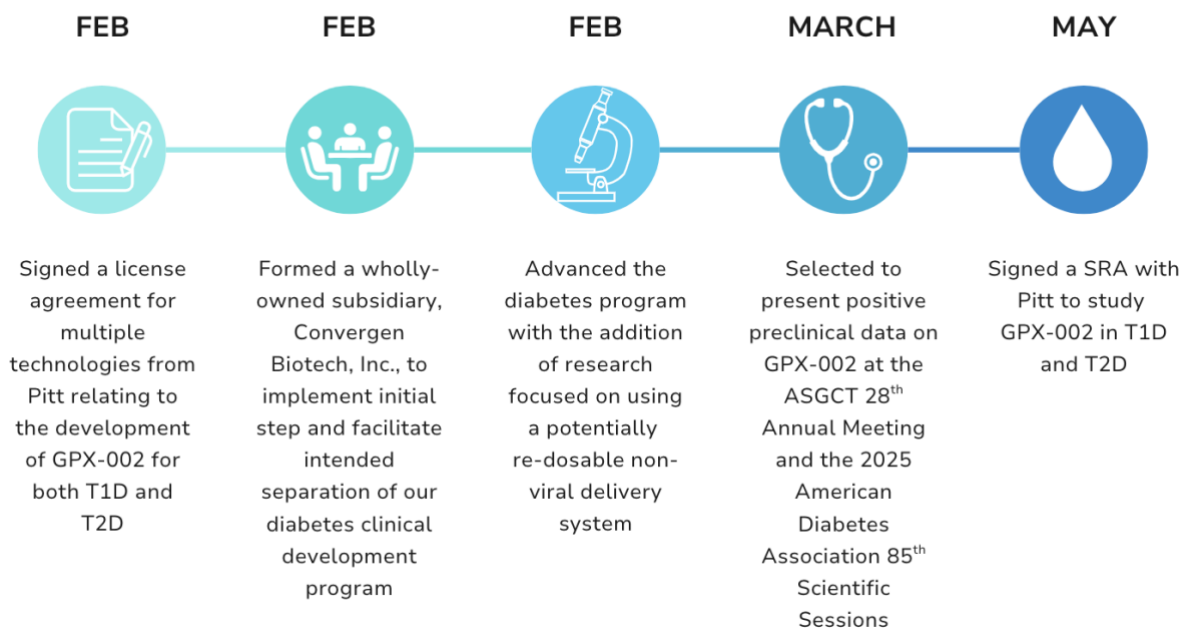 FEB
Signed a license
agreement for
multiple
technologies from
Pitt relating to
the development
of GPX-002 for
both T1D and
T2D
FEB
Formed a wholly-
owned subsidiary,
Convergen
Biotech, Inc., to
implement initial
step and facilitate
intended
separation of our
diabetes clinical
development
program
FEB
Advanced the
diabetes program
with the addition
of research
focused on using
a potentially
re-dosable non-
viral delivery
system
MARCH
Selected to
present positive
preclinical data on
GPX-002 at the
ASGCT 28th
Annual Meeting
and the 2025
American
Diabetes
Association 85th
Scientific
Sessions
MAY
Signed a SRA with
Pitt to study
GPX-002 in T1D
and T2D